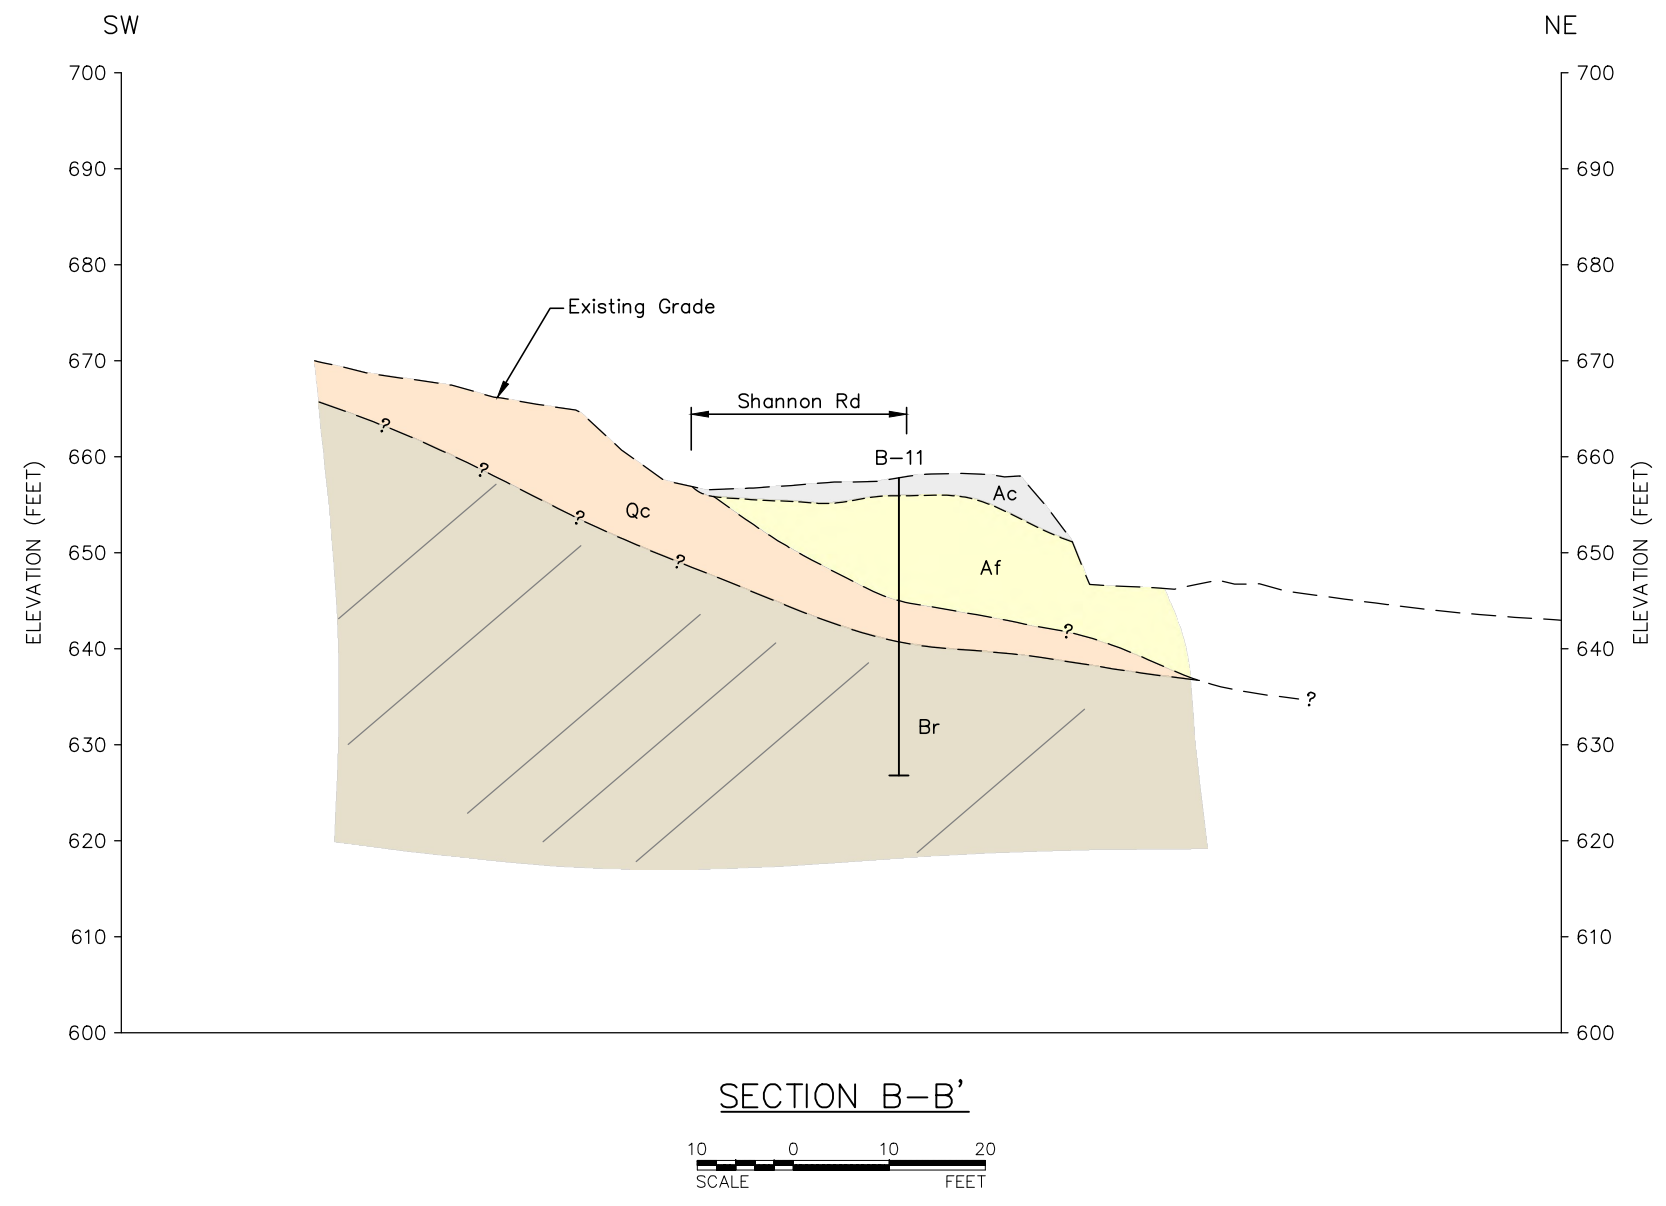 SW
NE
700
700
690
690
680
680
Existing Grade
670
670
?
Shannon Rd
660
B-11
660
?
Ac
Qc
?
ELEVATION (FEET)
ELEVATION (FEET)
650
?
Af
650
?
640
640
?
Br
630
630
620
620
610
610
600
600
SECTION B-B'
10 0 10 20
SCALE FEET